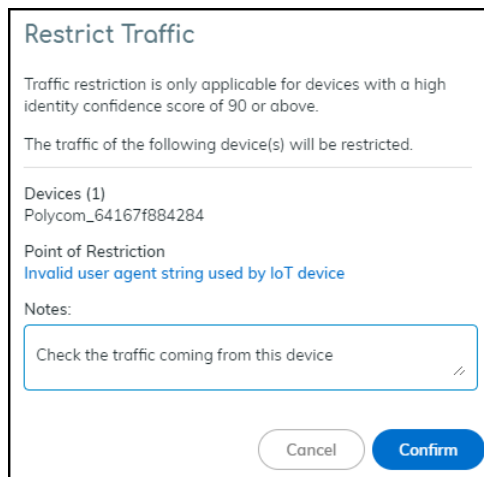 Restrict Traffic
Traffic restriction is only applicable for devices with a high
identity confidence score of 90 or above.
The traffic of the following device(s) will be restricted.
Devices (1)
Polycom_64167f884284
Point of Restriction
Invalid user agent string used by IoT device
Notes:
Check the traffic coming from this device
Cancel
Confirm